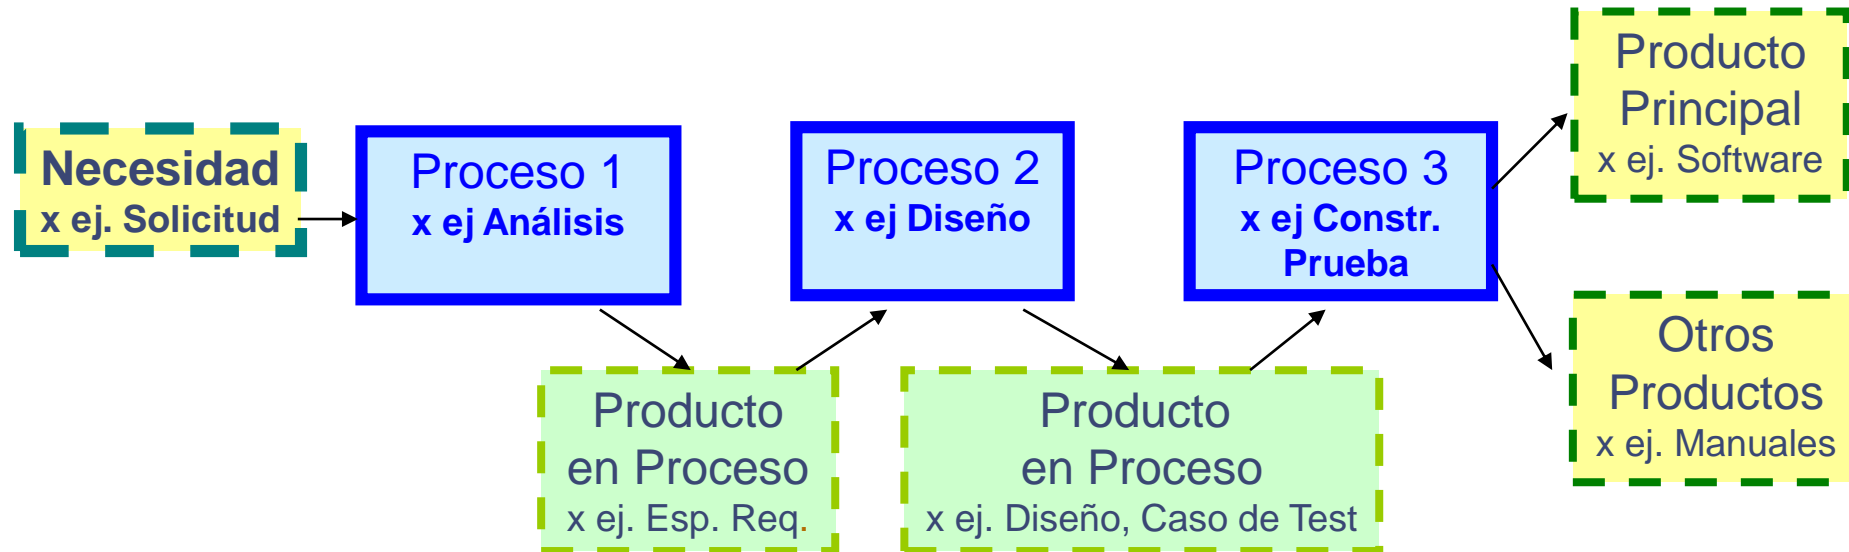 Necesidad
x ej. Solicitud
Proceso 1
x ej Análisis
Producto
en Proceso
x ej. Esp. Req.
Proceso 2
x ej Diseño
Producto
en Proceso
x ej. Diseño, Caso de Test
Proceso 3
x ej Constr.
Prueba
Producto
Principal
x ej. Software
Otros
Productos
x ej. Manuales